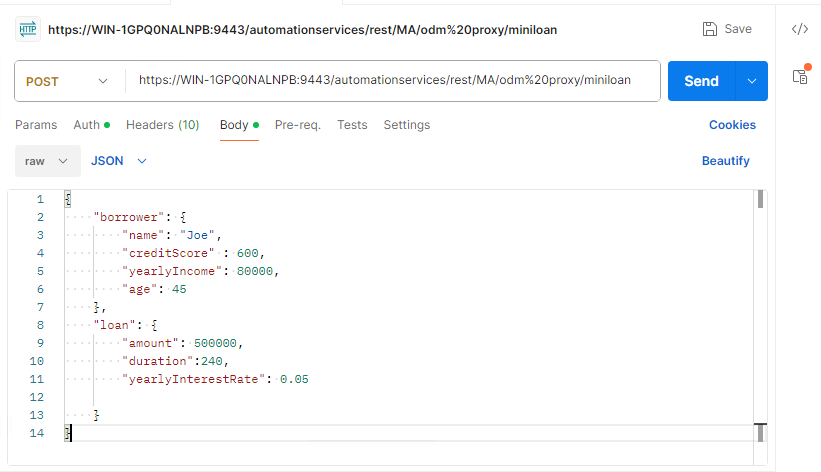 HTTP https://WIN-1GPQ0NALNPB:9443/automationservices/rest/MA/odm%20proxy/miniloan Save
POST https://WIN-1GPQ0NALNPB:9443/automationservices/rest/MA/odm%20proxy/miniloan Send
Params Auth Headers (10) Body Pre-req. Tests Settings Cookies
raw JSON Beautify
1 {
2 "borrower": {
3 "name": "Joe",
4 "creditScore" : 600,
5 "yearlyIncome": 80000,
6 "age": 45
7 },
8 "loan": {
9 "amount": 500000,
10 "duration":240,
11 "yearlyInterestRate": 0.05
12
13 }
14 }